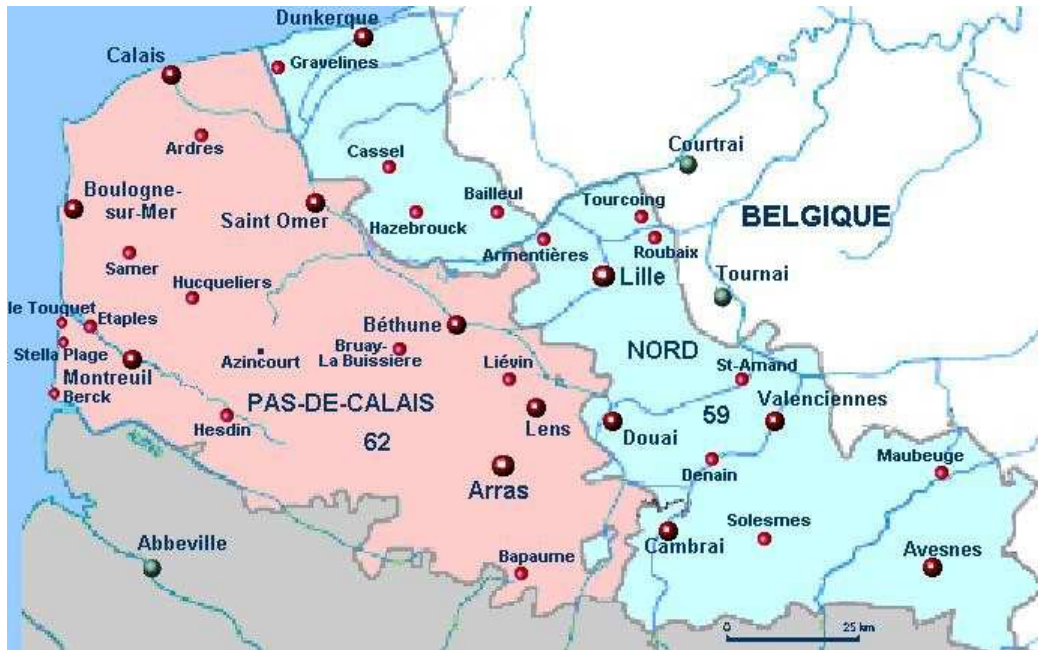 Dunkerque
Calais
Gravelines
Ardres
Cassel
Courtrai
Boulogne-
sur-Mer
Saint Omer
Bailleul
Tourcoing
BELGIQUE
Hazebrouck
Armentières
Roubaix
Samer
Lille
Tournai
Hucqueliers
le Touquet
Etaples
Béthune
Stella Plage
Azincourt
Bruay-
La Buissiere
Liévin
NORD
St-Amand
Montreuil
Berck
PAS-DE-CALAIS
62
Hesdin
Lens
Douai
59
Valenciennes
Arras
Denain
Maubeuge
Abbeville
Bapaume
Cambrai
Solesmes
Avesnes
0 25 km